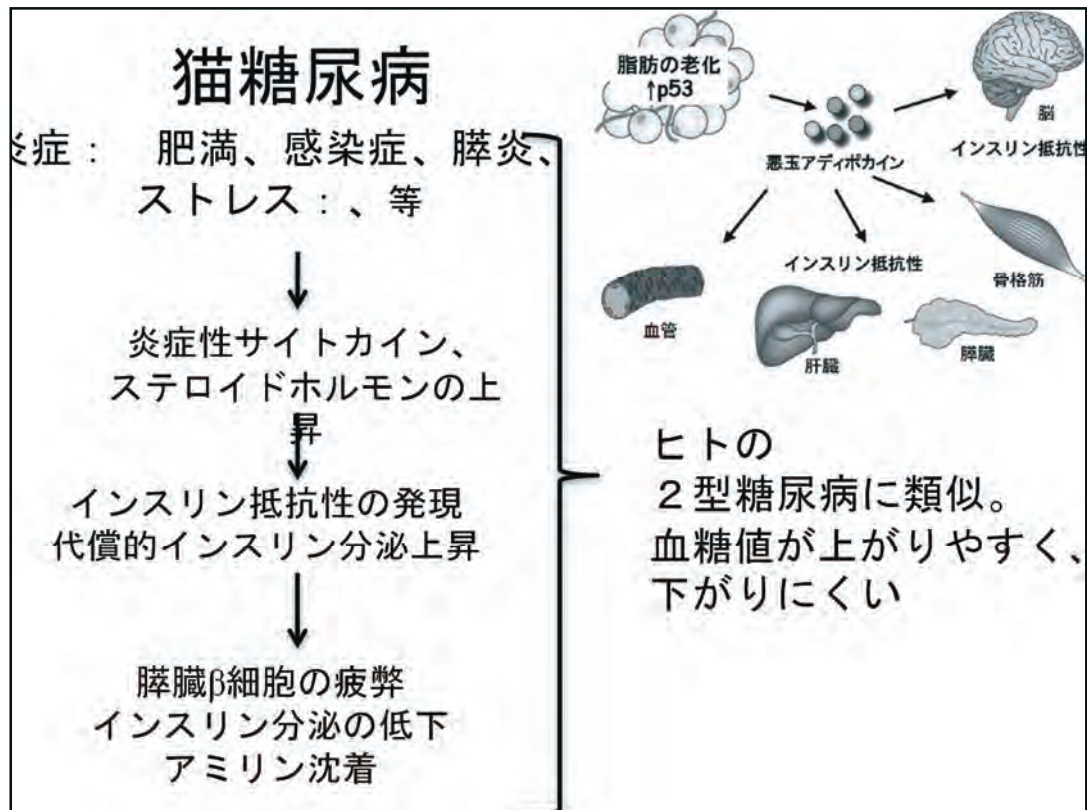 猫糖尿病
炎症： 肥満、感染症、膵炎、
ストレス：、等
炎症性サイトカイン、
ステロイドホルモンの上
昇
インスリン抵抗性の発現
代償的インスリン分泌上昇
膵臓β細胞の疲弊
インスリン分泌の低下
アミリン沈着
脂肪の老化
↑p53
悪玉アディポカイン
脳
インスリン抵抗性
骨格筋
インスリン抵抗性
血管
肝臓
膵臓
ヒトの
２型糖尿病に類似。
血糖値が上がりやすく、
下がりにくい